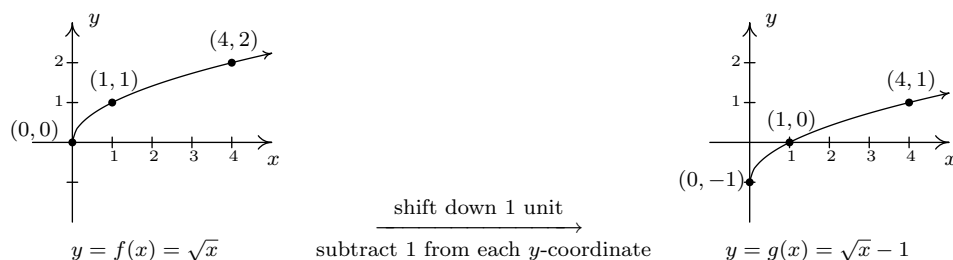 y
2
1
(0, 0)
(1, 1)
(4, 2)
1 2 3 4
x
y = f(x) = √x
shift down 1 unit
subtract 1 from each y-coordinate
y
2
1
(0, −1)
(1, 0)
(4, 1)
1 2 3 4
x
y = g(x) = √x − 1